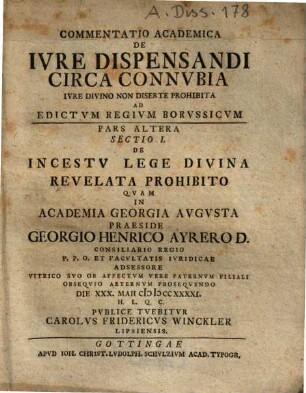 A. Diss. 178
COMMENTATIO ACADEMICA
DE
IVRE DISPENSANDI
CIRCA CONNVBIA
IVRE DIVINO NON DISERTE PROHIBITA
AD
EDICTVM REGIVM BORVSSICVM
PARS ALTERA
SECTIO I.
DE
INCESTV LEGE DIVINA
REVELATA PROHIBITO
QVAM
IN
ACADEMIA GEORGIA AVGVSTA
PRAESIDE
GEORGIO HENRICO AYRERO D.
CONSILIARIO REGIO
P. P. O. ET FACVLTATIS IVRIDICAE
ADSESSORE
VITRICO SVO OB AFFECTVM VERE PATERNVM FILIALI
OBSEQVIO AETERNVM PROSEQVENDO
DIE XXX. MAII CIƆIƆCCXXXXI.
H. L. Q. C.
PVBLICE TVEBITVR
CAROLVS FRIDERICVS WINCKLER
LIPSIENSIS.
GOTTINGAE
APVD IOH. CHRIST. LVDOLPH. SCHVLZIVM ACAD. TYPOGR.